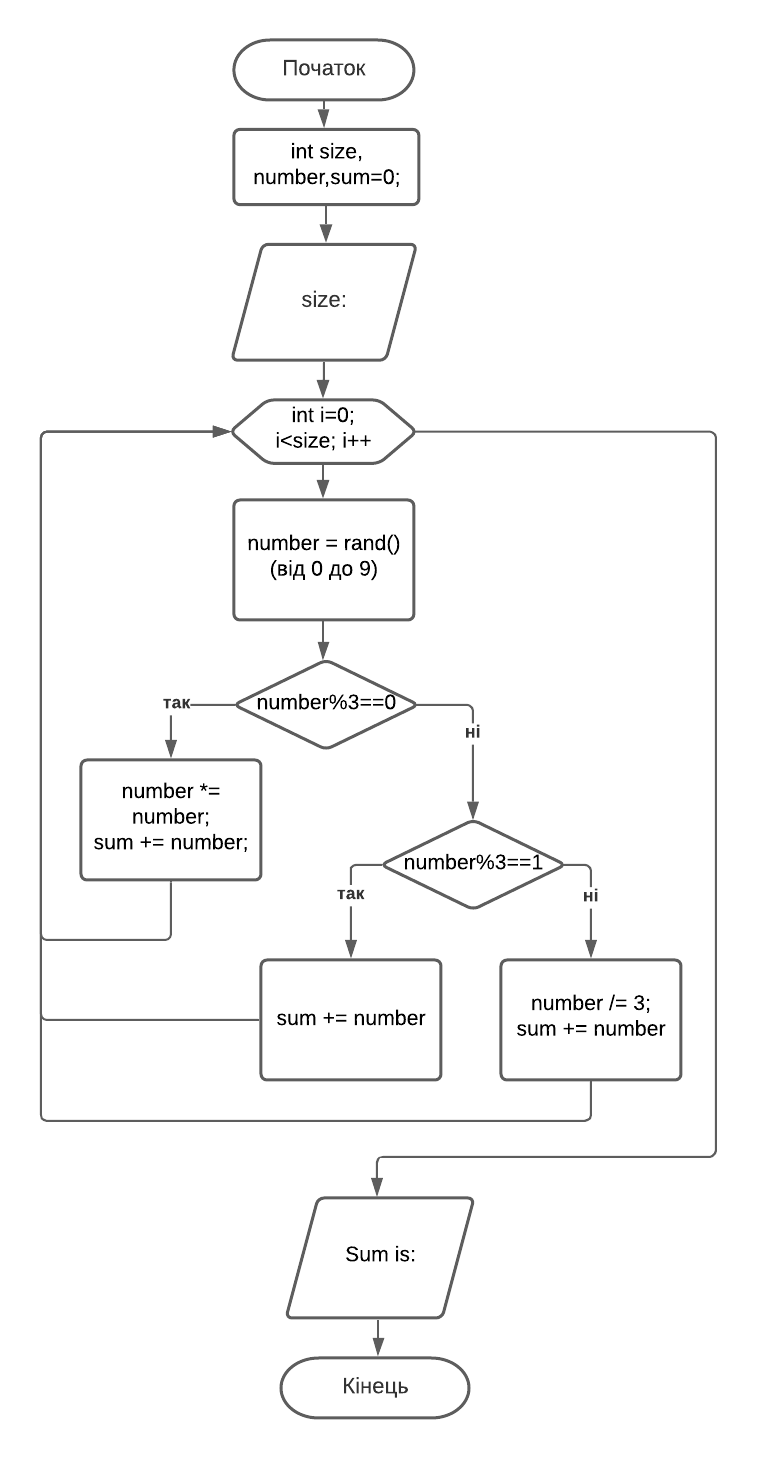 Початок
int size,
number,sum=0;
size:
int i=0;
i<size; i++
number = rand()
(від 0 до 9)
number%3==0
так
ні
number *=
number;
sum += number;
number%3==1
так
ні
sum += number
number /= 3;
sum += number
Sum is:
Кінець